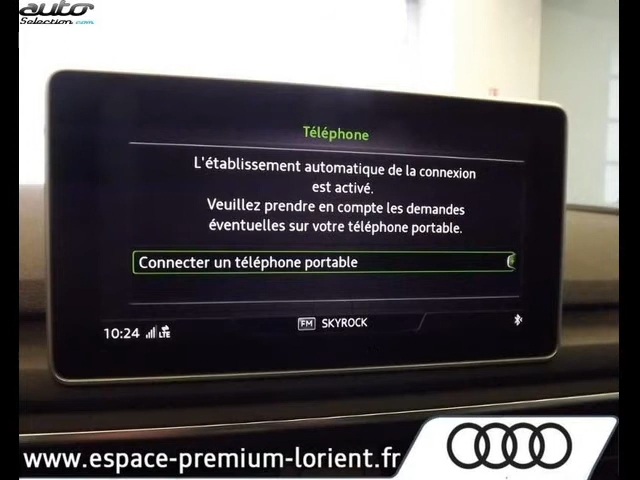 auto
Selection.com
Téléphone
L'établissement automatique de la connexion
est activé.
Veuillez prendre en compte les demandes
éventuelles sur votre téléphone portable.
Connecter un téléphone portable
10:24 LTE
FM SKYROCK
www.espace-premium-lorient.fr